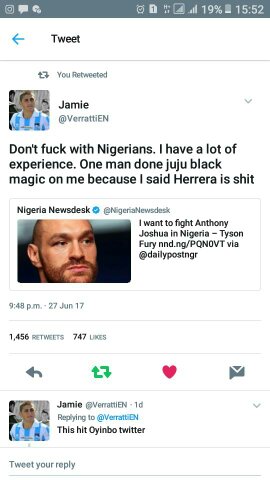 19% 15:52
Tweet
You Retweeted
Jamie
@VerrattiEN
Don't fuck with Nigerians. I have a lot of
experience. One man done juju black
magic on me because I said Herrera is shit
Nigeria Newsdesk @NigeriaNewsdesk
I want to fight Anthony
Joshua in Nigeria – Tyson
Fury nnd.ng/PQN0VT via
@dailypostngr
9:48 p.m. · 27 Jun 17
1,456 RETWEETS 747 LIKES
Jamie @VerrattiEN · 1d
Replying to @VerrattiEN
This hit Oyinbo twitter
Tweet your reply